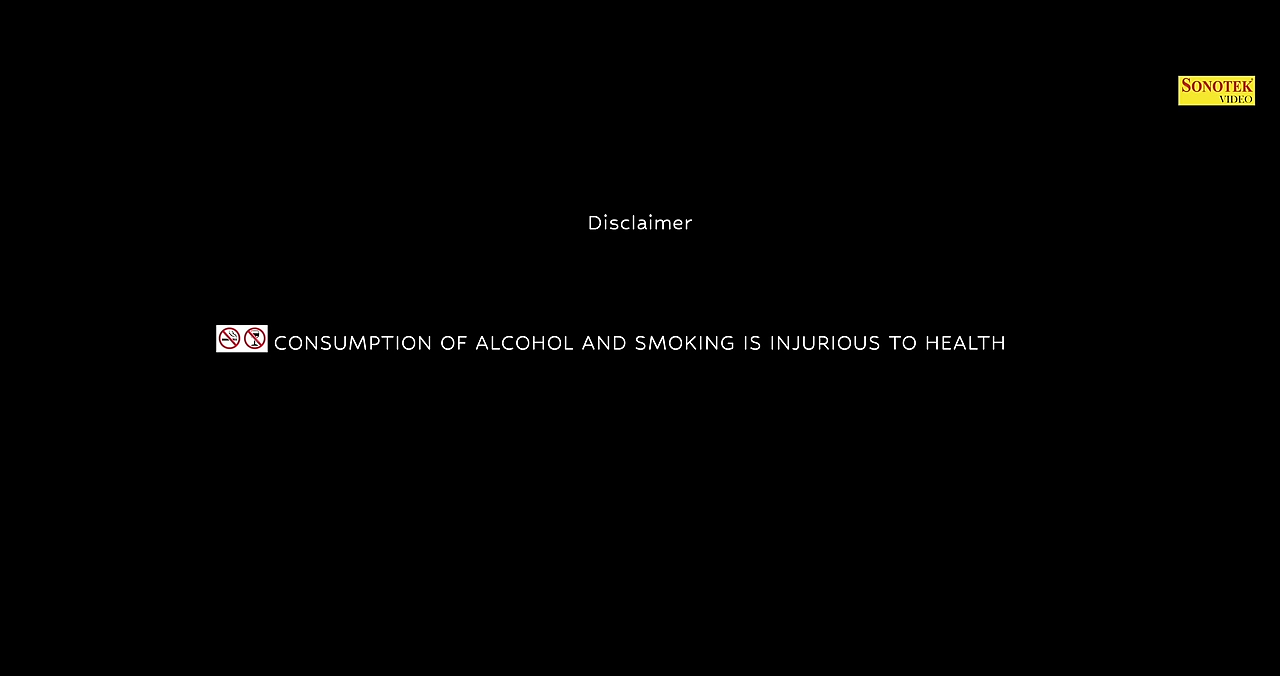 SONOTEK
VIDEO
Disclaimer
CONSUMPTION OF ALCOHOL AND SMOKING IS INJURIOUS TO HEALTH